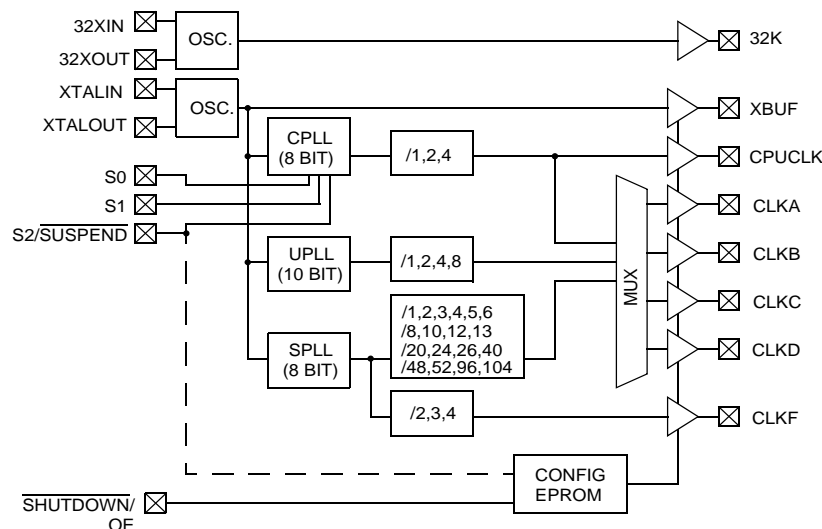 32XIN
OSC.
32K
32XOUT
XTALIN
OSC.
XBUF
XTALOUT
CPLL
(8 BIT)
/1,2,4
CPUCLK
S0
S1
CLKA
S2/SUSPEND
UPLL
(10 BIT)
/1,2,4,8
MUX
CLKB
CLKC
SPLL
(8 BIT)
/1,2,3,4,5,6
/8,10,12,13
/20,24,26,40
/48,52,96,104
CLKD
/2,3,4
CLKF
CONFIG
EPROM
SHUTDOWN/
OE